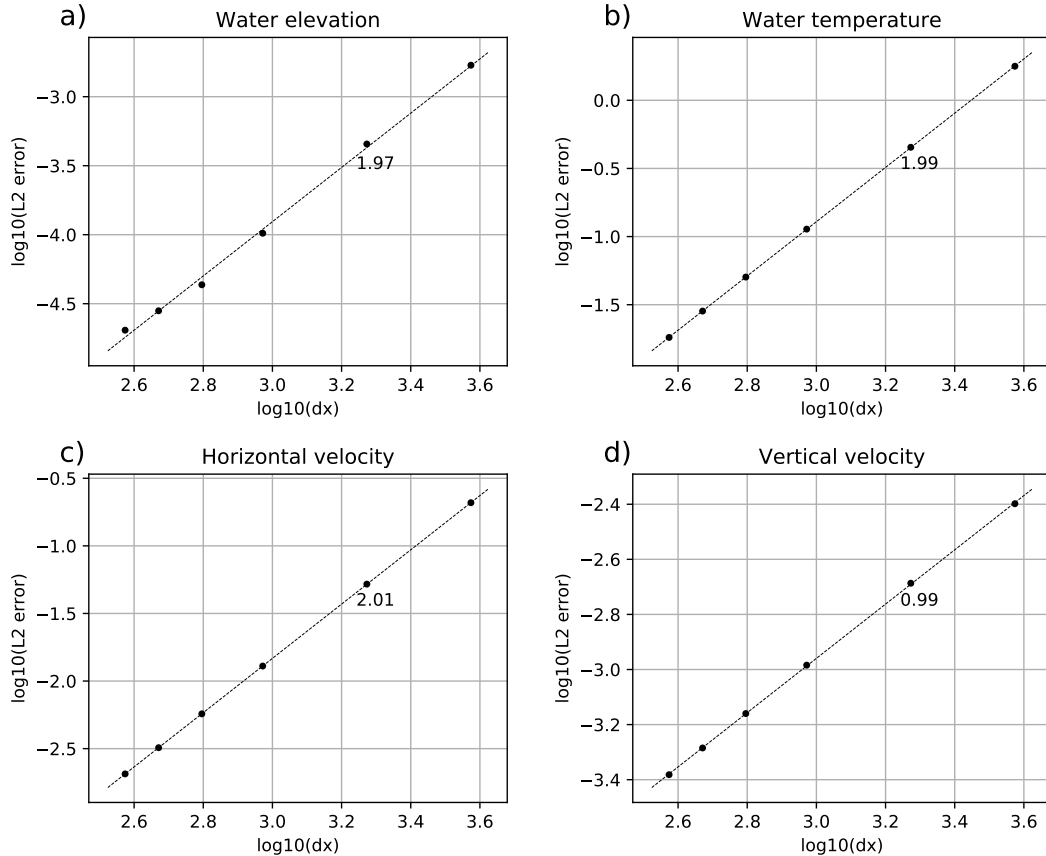 a)
Water elevation
−3.0
−3.5
−4.0
−4.5
log10(L2 error)
1.97
2.6 2.8 3.0 3.2 3.4 3.6
log10(dx)
b)
Water temperature
0.0
−0.5
−1.0
−1.5
log10(L2 error)
1.99
2.6 2.8 3.0 3.2 3.4 3.6
log10(dx)
c)
Horizontal velocity
−0.5
−1.0
−1.5
−2.0
−2.5
log10(L2 error)
2.01
2.6 2.8 3.0 3.2 3.4 3.6
log10(dx)
d)
Vertical velocity
−2.4
−2.6
−2.8
−3.0
−3.2
−3.4
log10(L2 error)
0.99
2.6 2.8 3.0 3.2 3.4 3.6
log10(dx)